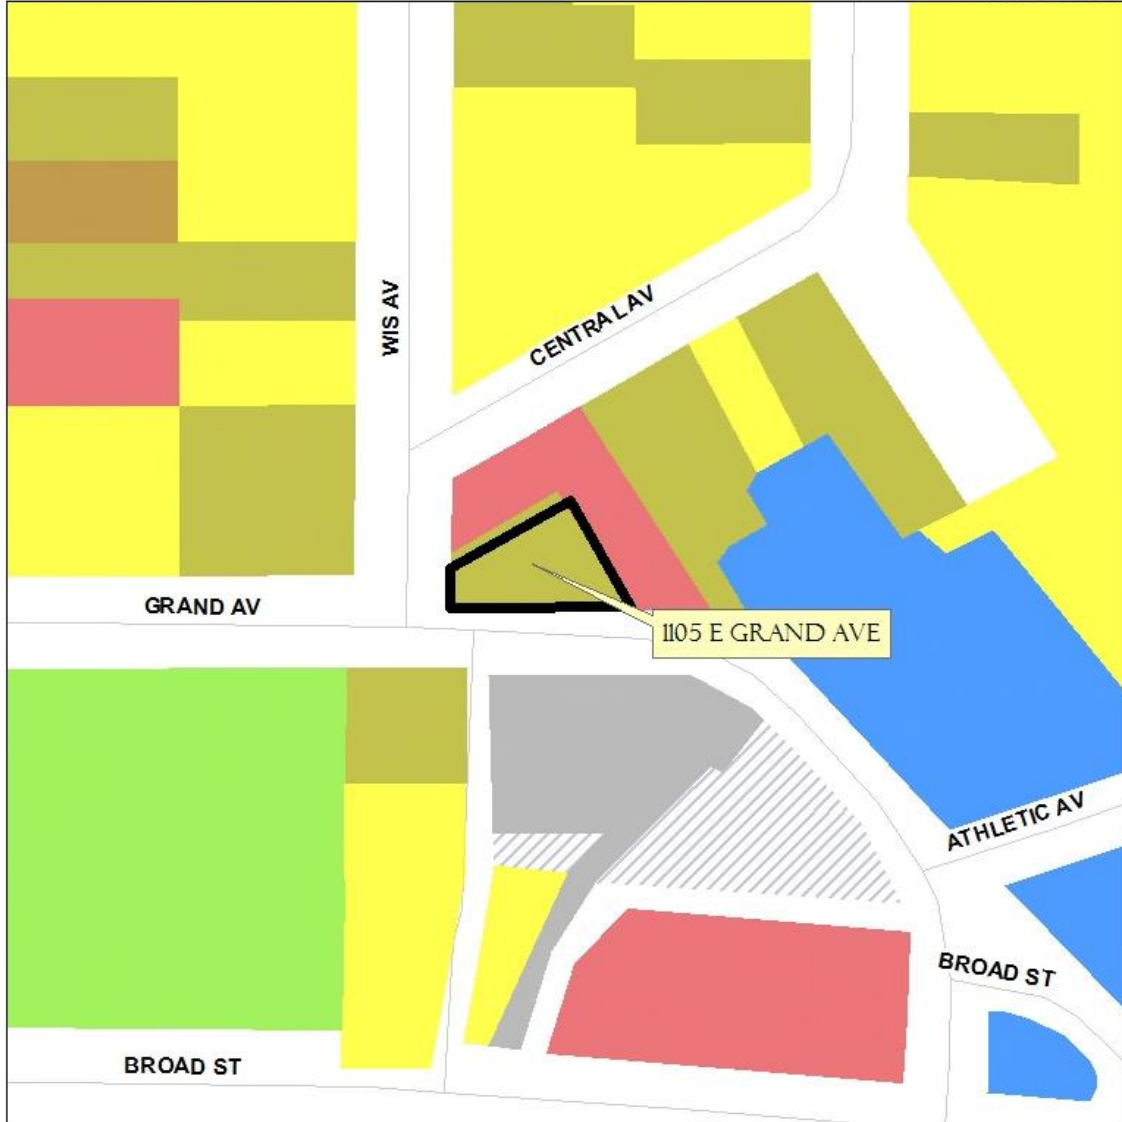 WIS AV
CENTRAL AV
GRAND AV
1105 E GRAND AVE
ATHLETIC AV
BROAD ST
BROAD ST